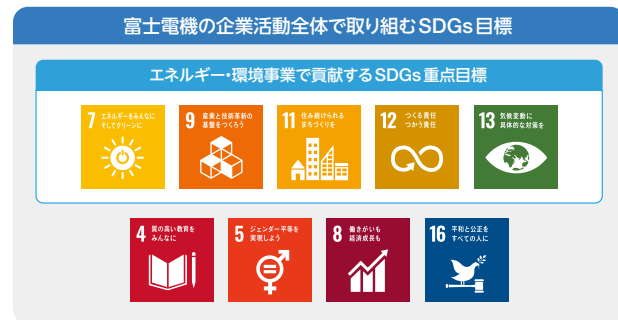 富士電機の企業活動全体で取り組むSDGs目標
エネルギー・環境事業で貢献するSDGs重点目標
7 エネルギーをみんなに
そしてクリーンに
9 産業と技術革新の
基盤をつくろう
11 住み続けられる
まちづくりを
12 つくる責任
つかう責任
13 気候変動に
具体的な対策を
4 質の高い教育を
みんなに
5 ジェンダー平等を
実現しよう
8 働きがいも
経済成長も
16 平和と公正を
すべての人に